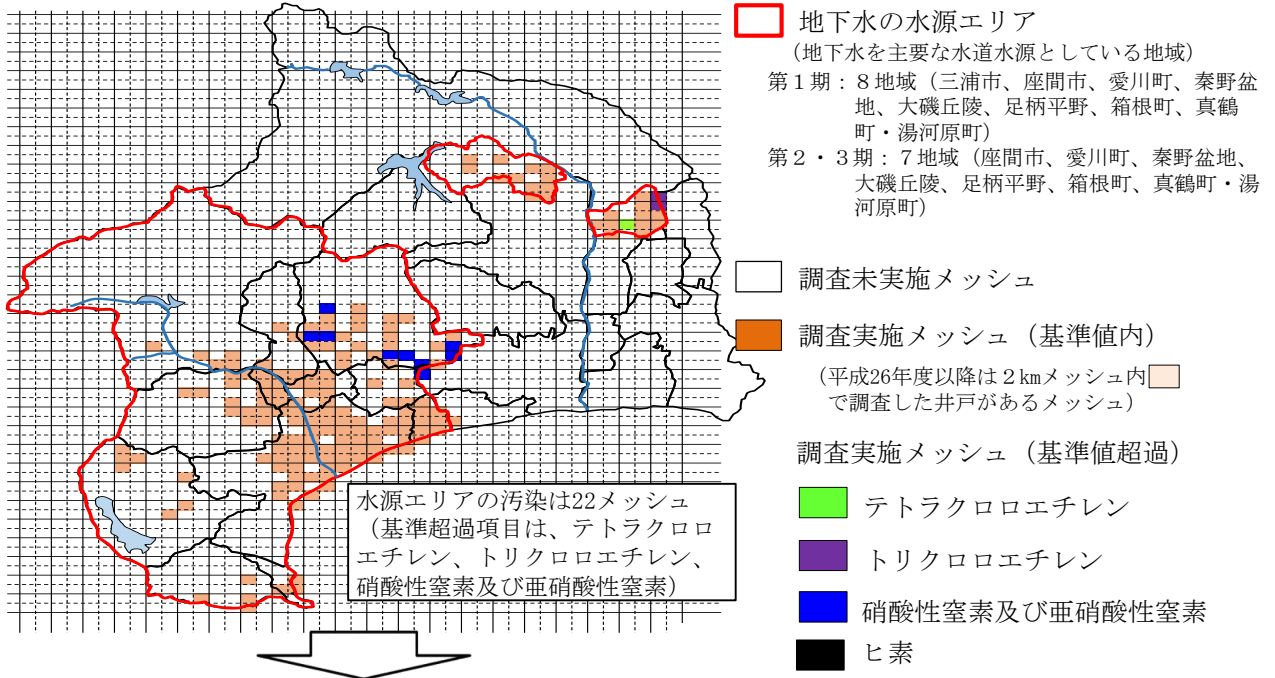 地下水の水源エリア
（地下水を主要な水道水源としている地域）
第１期：８地域（三浦市、座間市、愛川町、秦野盆
地、大磯丘陵、足柄平野、箱根町、真鶴
町・湯河原町）
第２・３期：７地域（座間市、愛川町、秦野盆地、
大磯丘陵、足柄平野、箱根町、真鶴町・湯
河原町）
調査未実施メッシュ
調査実施メッシュ（基準値内）
（平成26年度以降は２kmメッシュ内
で調査した井戸があるメッシュ）
調査実施メッシュ（基準値超過）
テトラクロロエチレン
トリクロロエチレン
硝酸性窒素及び亜硝酸性窒素
ヒ素
水源エリアの汚染は22メッシュ
（基準超過項目は、テトラクロロ
エチレン、トリクロロエチレン、
硝酸性窒素及び亜硝酸性窒素）